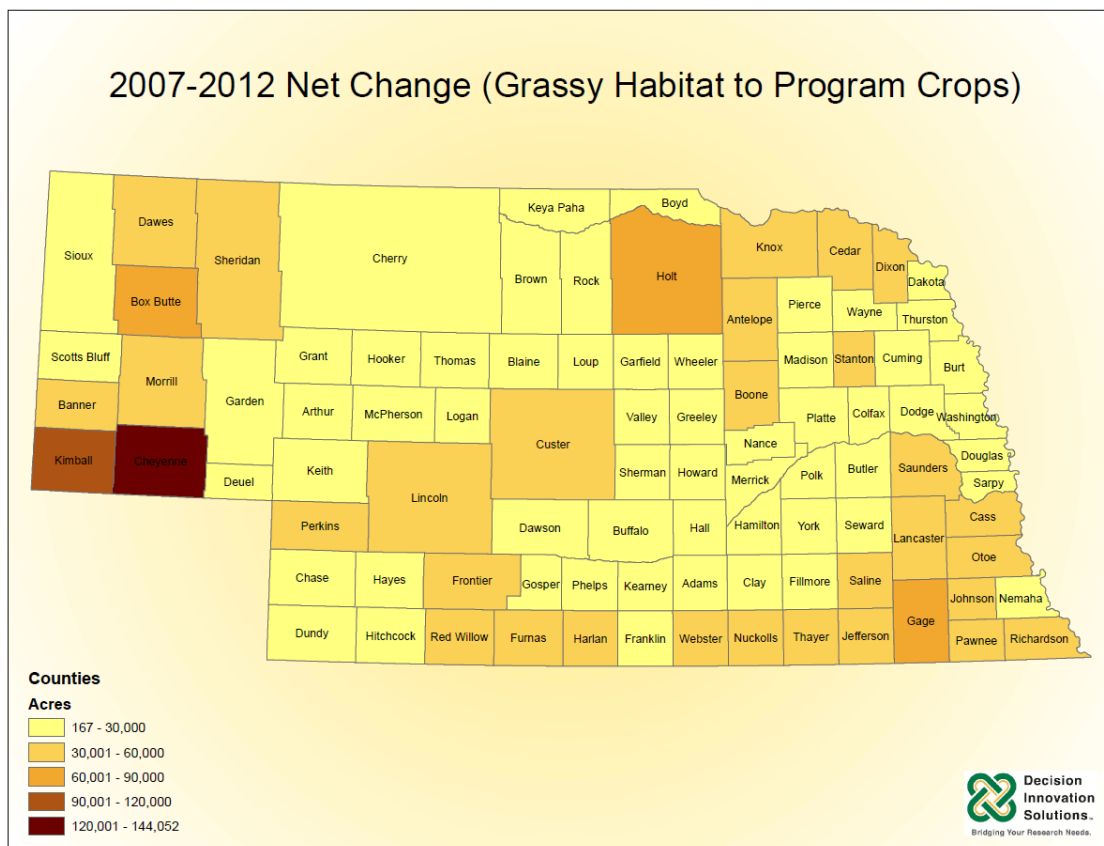 2007-2012 Net Change (Grassy Habitat to Program Crops)
Keya Paha
Boyd
Dawes
Knox
Cedar
Sioux
Sheridan
Cherry
Dixon
Holt
Brown
Rock
Dakota
Box Butte
Pierce
Wayne
Antelope
Thurston
Scotts Bluff
Grant
Hooker
Thomas
Blaine
Loup
Garfield
Wheeler
Madison
Stanton
Cuming
Burt
Morrill
Boone
Garden
Banner
Arthur
McPherson
Logan
Valley
Greeley
Platte
Colfax
Dodge
Washington
Custer
Nance
Kimball
Cheyenne
Keith
Douglas
Sherman
Howard
Merrick
Polk
Butler
Saunders
Deuel
Sarpy
Lincoln
Perkins
Dawson
Buffalo
Hall
Hamilton
York
Seward
Cass
Lancaster
Otoe
Chase
Hayes
Frontier
Gosper
Phelps
Kearney
Adams
Clay
Fillmore
Saline
Johnson
Nemaha
Gage
Dundy
Hitchcock
Red Willow
Furnas
Harlan
Franklin
Webster
Nuckolls
Thayer
Jefferson
Pawnee
Richardson
Counties
Acres
167 - 30,000
30,001 - 60,000
60,001 - 90,000
90,001 - 120,000
120,001 - 144,052
Decision
Innovation
Solutions™
Bridging Your Research Needs.